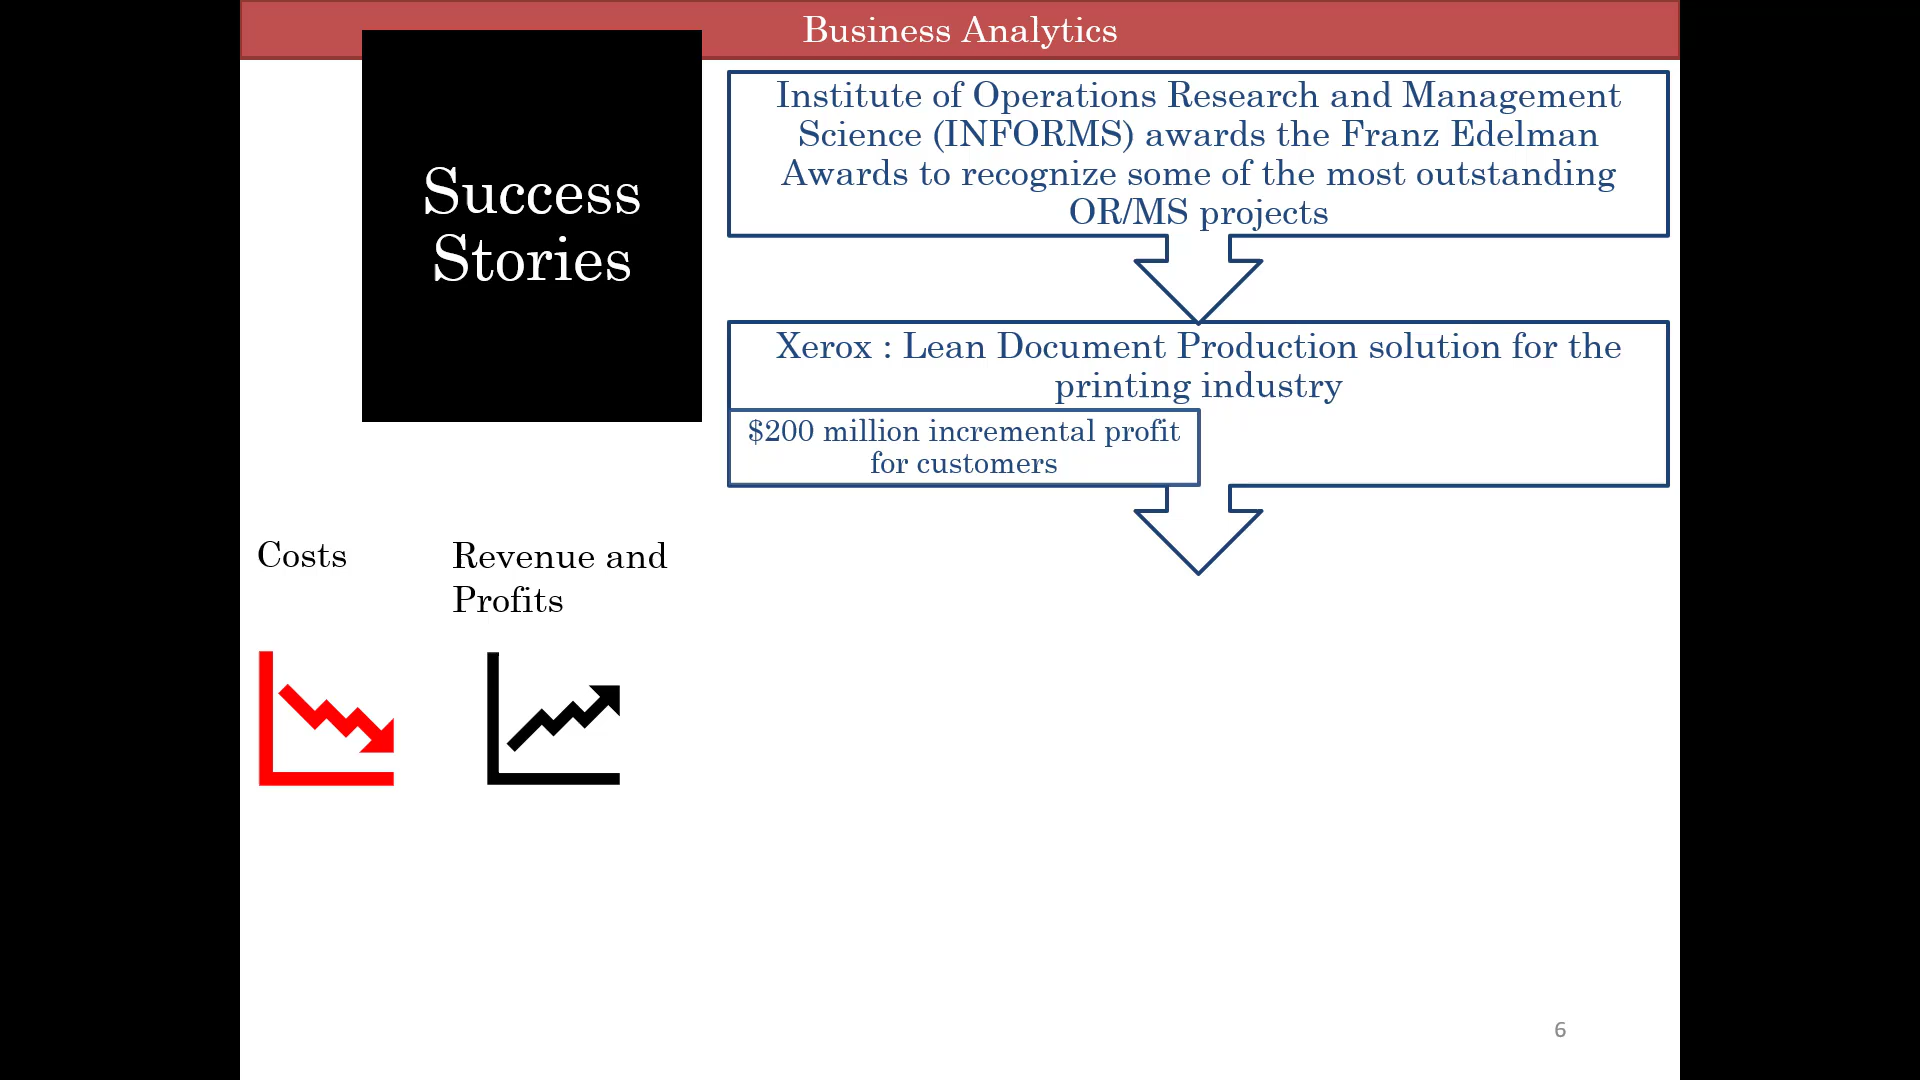 Business Analytics
Success
Stories
Institute of Operations Research and Management
Science (INFORMS) awards the Franz Edelman
Awards to recognize some of the most outstanding
OR/MS projects
Xerox : Lean Document Production solution for the
printing industry
$200 million incremental profit
for customers
Costs
Revenue and
Profits
6